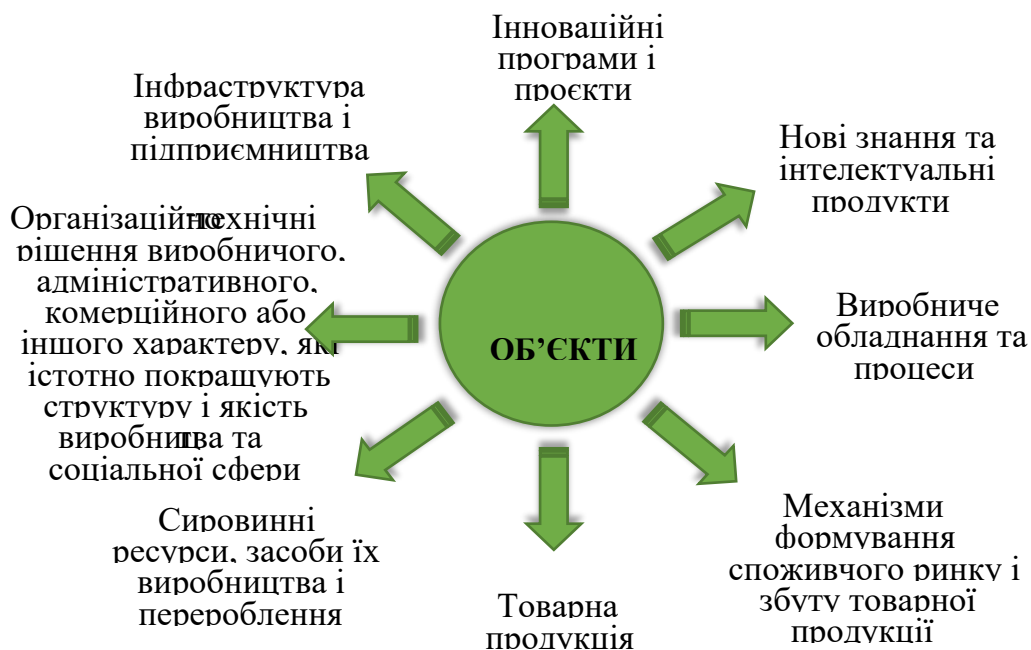 Інноваційні
програми і
проєкти
Нові знання та
інтелектуальні
продукти
Виробниче
обладнання та
процеси
Механізми
формування
споживчого ринку і
збуту товарної
продукції
Товарна
продукція
Сировинні
ресурси, засоби їх
виробництва і
перероблення
Організаційно-технічні
рішення виробничого,
адміністративного,
комерційного або
іншого характеру, які
істотно покращують
структуру і якість
виробництва та
соціальної сфери
Інфраструктура
виробництва і
підприємництва
ОБ’ЄКТИ